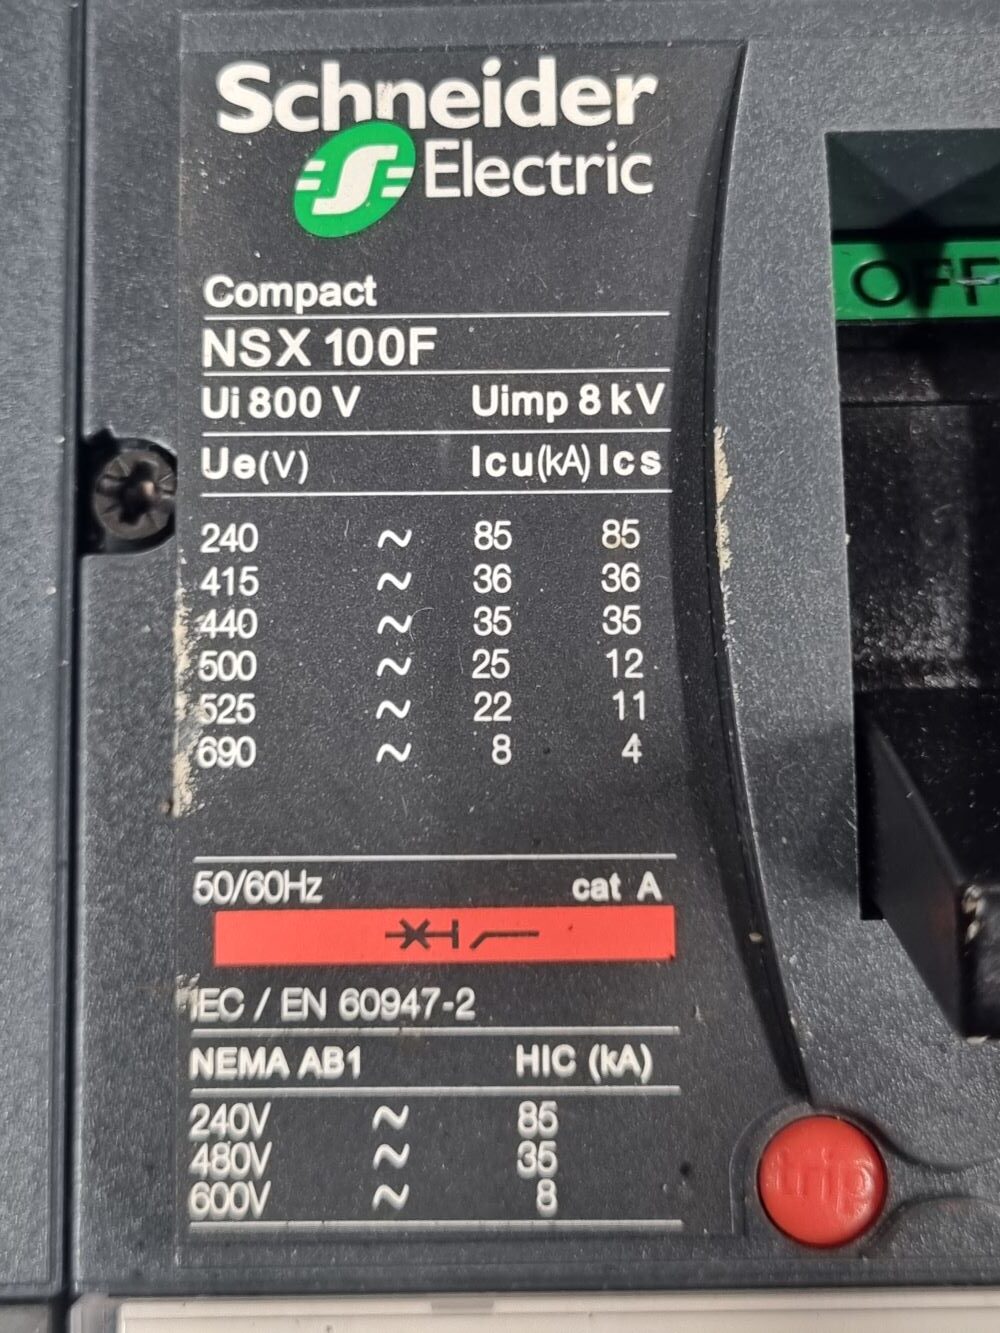 Schneider
Electric
OFF
Compact
NSX 100F
Ui 800 V Uimp 8 kV
Ue(V) Icu(kA) Ics
240 ~ 85 85
415 ~ 36 36
440 ~ 35 35
500 ~ 25 12
525 ~ 22 11
690 ~ 8 4
50/60Hz cat A
IEC / EN 60947-2
NEMA AB1 HIC (kA)
240V ~ 85
480V ~ 35
600V ~ 8
trip